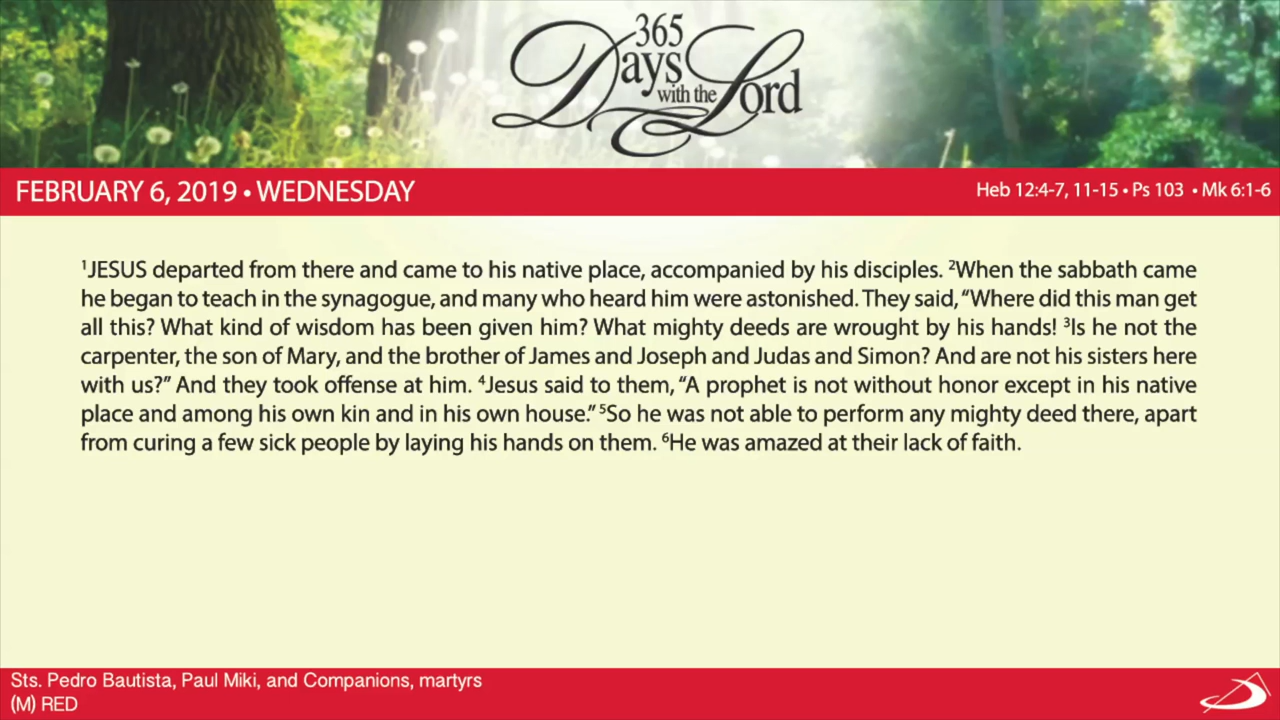 365
Days
with the
Lord
FEBRUARY 6, 2019 • WEDNESDAY
Heb 12:4-7, 11-15 • Ps 103 • Mk 6:1-6
¹JESUS departed from there and came to his native place, accompanied by his disciples. ²When the sabbath came
he began to teach in the synagogue, and many who heard him were astonished. They said, “Where did this man get
all this? What kind of wisdom has been given him? What mighty deeds are wrought by his hands! ³Is he not the
carpenter, the son of Mary, and the brother of James and Joseph and Judas and Simon? And are not his sisters here
with us?” And they took offense at him. ⁴Jesus said to them, “A prophet is not without honor except in his native
place and among his own kin and in his own house.” ⁵So he was not able to perform any mighty deed there, apart
from curing a few sick people by laying his hands on them. ⁶He was amazed at their lack of faith.
Sts. Pedro Bautista, Paul Miki, and Companions, martyrs
(M) RED